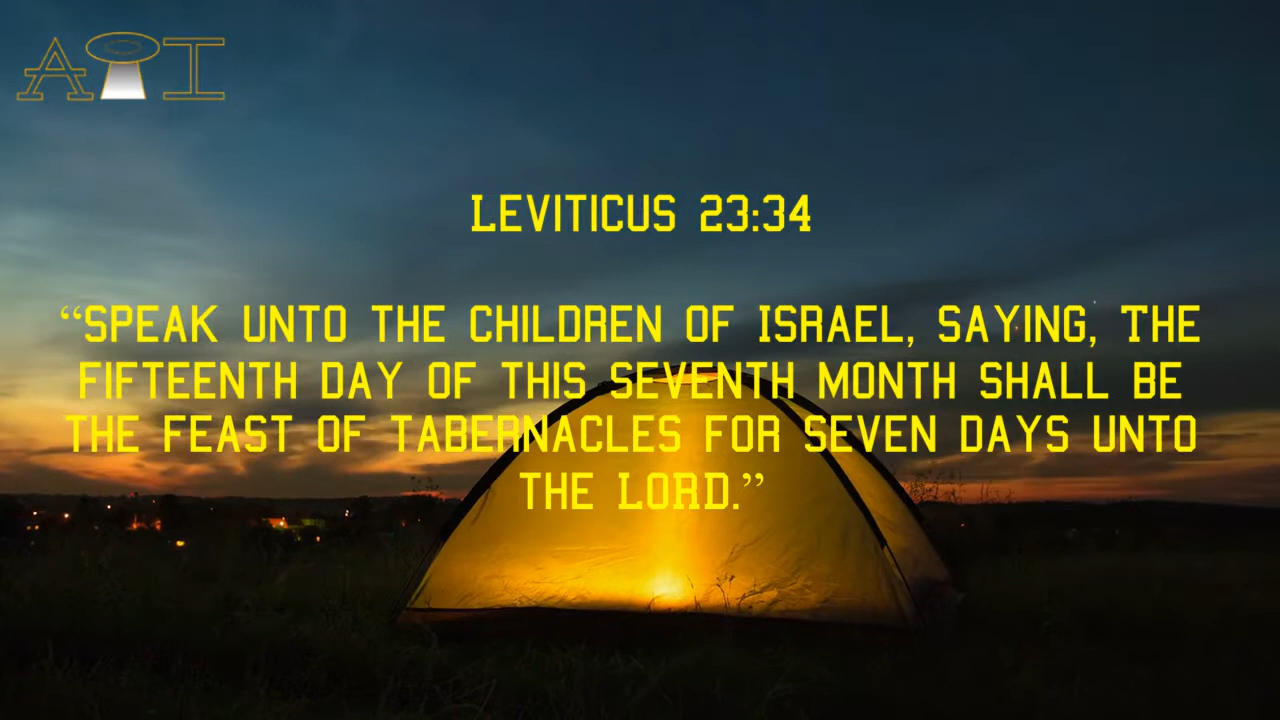 A I
LEVITICUS 23:34
“SPEAK UNTO THE CHILDREN OF ISRAEL, SAYING, THE
FIFTEENTH DAY OF THIS SEVENTH MONTH SHALL BE
THE FEAST OF TABERNACLES FOR SEVEN DAYS UNTO
THE LORD.”